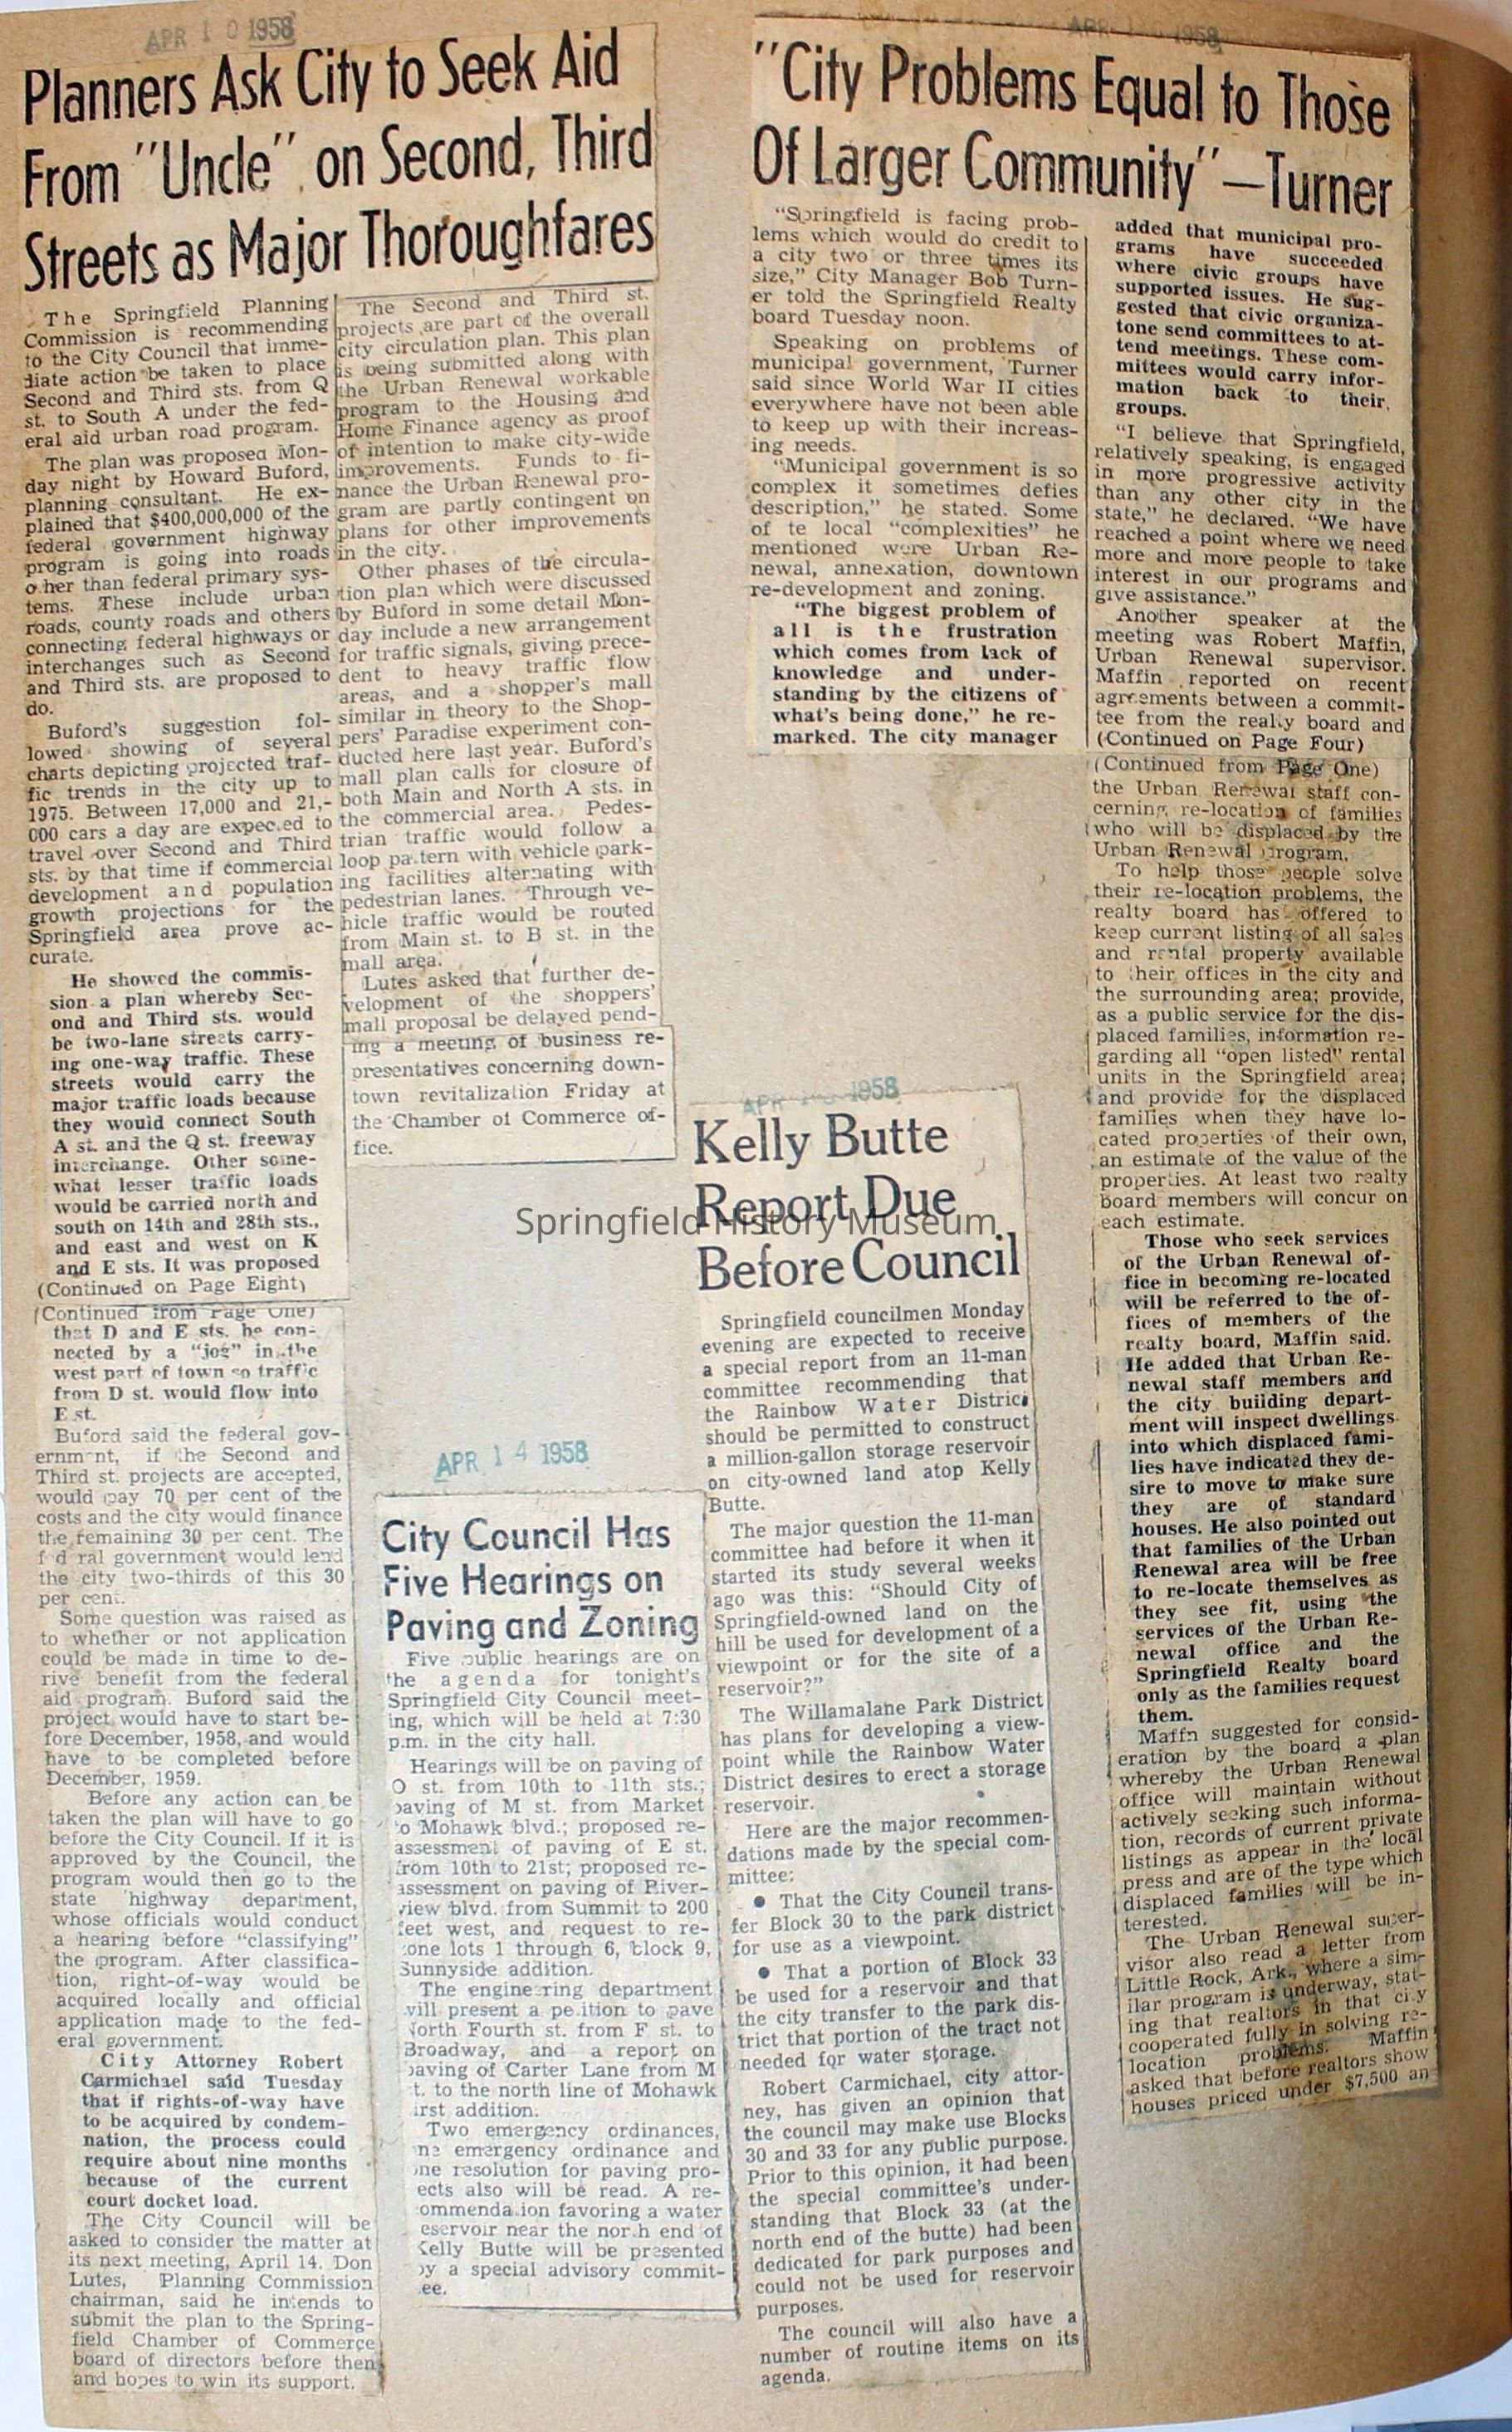 APR 10 1958
Planners Ask City to Seek Aid
From "Uncle" on Second, Third
Streets as Major Thoroughfares
The Springfield Planning
Commission is recommending
to the City Council that imme-
diate action be taken to place
Second and Third sts. from Q
st. to South A under the fed-
eral aid urban road program.
The plan was proposed Mon-
day night by Howard Buford,
planning consultant. He ex-
plained that $400,000,000 of the
federal government highway
program is going into roads
o her than federal primary sys-
tems. These include urban
roads, county roads and others
connecting federal highways or
interchanges such as Second
and Third sts. are proposed to
do.
Buford's suggestion fol-
lowed showing of several
charts depicting projected traf-
fic trends in the city up to
1975. Between 17,000 and 21,-
000 cars a day are expec.ed to
travel over Second and Third
sts. by that time if commercial
development and population
growth projections for the
Springfield area prove ac-
curate.
He showed the commis-
sion a plan whereby Sec-
ond and Third sts. would
be two-lane streets carry-
ing one-way traffic. These
streets would carry the
major traffic loads because
they would connect South
A st. and the Q st. freeway
interchange. Other some-
what lesser traffic loads
would be carried north and
south on 14th and 28th sts.,
and east and west on K
and E sts. It was proposed
(Continued on Page Eight)
(Continued from Page One)
that D and E sts. be con-
nected by a "jog" in the
west part of town so traffic
from D st. would flow into
E st.
Buford said the federal gov-
ernm nt, if the Second and
Third st. projects are accepted,
would pay 70 per cent of the
costs and the city would finance
the remaining 30 per cent. The
f d ral government would lend
the city two-thirds of this 30
per cent.
Some question was raised as
to whether or not application
could be made in time to de-
rive benefit from the federal
aid program. Buford said the
project would have to start be-
fore December, 1958, and would
have to be completed before
December, 1959.
Before any action can be
taken the plan will have to go
before the City Council. If it is
approved by the Council, the
program would then go to the
state highway department,
whose officials would conduct
a hearing before "classifying"
the program. After classifica-
tion, right-of-way would be
acquired locally and official
application made to the fed-
eral government.
City Attorney Robert
Carmichael said Tuesday
that if rights-of-way have
to be acquired by condem-
nation, the process could
require about nine months
because of the current
court docket load.
The City Council will be
asked to consider the matter at
its next meeting, April 14. Don
Lutes, Planning Commission
chairman, said he intends to
submit the plan to the Spring-
field Chamber of Commerce
board of directors before then
and hopes to win its support.
The Second and Third st.
projects are part of the overall
city circulation plan. This plan
is being submitted along with
the Urban Renewal workable
program to the Housing and
Home Finance agency as proof
of intention to make city-wide
improvements. Funds to fi-
nance the Urban Renewal pro-
gram are partly contingent on
plans for other improvements
in the city.
Other phases of the circula-
tion plan which were discussed
by Buford in some detail Mon-
day include a new arrangement
for traffic signals, giving prece-
dent to heavy traffic flow
areas, and a shopper's mall
similar in theory to the Shop-
pers' Paradise experiment con-
ducted here last year. Buford's
mall plan calls for closure of
both Main and North A sts. in
the commercial area. Pedes-
trian traffic would follow a
loop pa.tern with vehicle park-
ing facilities alternating with
pedestrian lanes. Through ve-
hicle traffic would be routed
from Main st. to B st. in the
mall area.
Lutes asked that further de-
velopment of the shoppers'
mall proposal be delayed pend-
ing a meeting of business re-
presentatives concerning down-
town revitalization Friday at
the Chamber of Commerce of-
fice.
APR 14 1958
City Council Has
Five Hearings on
Paving and Zoning
Five public hearings are on
the agenda for tonight's
Springfield City Council meet-
ing, which will be held at 7:30
p.m. in the city hall.
Hearings will be on paving of
O st. from 10th to 11th sts.;
paving of M st. from Market
to Mohawk blvd.; proposed re-
assessment of paving of E st.
from 10th to 21st; proposed re-
assessment on paving of River-
view blvd. from Summit to 200
feet west, and request to re-
zone lots 1 through 6, block 9,
Sunnyside addition.
The engineering department
will present a pe ition to pave
North Fourth st. from F st. to
Broadway, and a report on
paving of Carter Lane from M
t. to the north line of Mohawk
irst addition.
Two emergency ordinances,
ne emergency ordinance and
ne resolution for paving pro-
ects also will be read. A re-
ommenda.ion favoring a water
eservoir near the nor.h end of
Kelly Butte will be presented
by a special advisory commit-
ee.
APR 1958
Kelly Butte
Report Due
Before Council
Springfield History Museum
Springfield councilmen Monday
evening are expected to receive
a special report from an 11-man
committee recommending that
the Rainbow Water District
should be permitted to construct
a million-gallon storage reservoir
on city-owned land atop Kelly
Butte.
The major question the 11-man
committee had before it when it
started its study several weeks
ago was this: "Should City of
Springfield-owned land on the
hill be used for development of a
viewpoint or for the site of a
reservoir?"
The Willamalane Park District
has plans for developing a view-
point while the Rainbow Water
District desires to erect a storage
reservoir.
Here are the major recommen-
dations made by the special com-
mittee:
• That the City Council trans-
fer Block 30 to the park district
for use as a viewpoint.
• That a portion of Block 33
be used for a reservoir and that
the city transfer to the park dis-
trict that portion of the tract not
needed for water storage.
Robert Carmichael, city attor-
ney, has given an opinion that
the council may make use Blocks
30 and 33 for any public purpose.
Prior to this opinion, it had been
the special committee's under-
standing that Block 33 (at the
north end of the butte) had been
dedicated for park purposes and
could not be used for reservoir
purposes.
The council will also have a
number of routine items on its
agenda.
APR 1958
"City Problems Equal to Those
Of Larger Community"—Turner
"Springfield is facing prob-
lems which would do credit to
a city two or three times its
size," City Manager Bob Turn-
er told the Springfield Realty
board Tuesday noon.
Speaking on problems of
municipal government, Turner
said since World War II cities
everywhere have not been able
to keep up with their increas-
ing needs.
"Municipal government is so
complex it sometimes defies
description," he stated. Some
of te local "complexities" he
mentioned were Urban Re-
newal, annexation, downtown
re-development and zoning.
"The biggest problem of
all is the frustration
which comes from lack of
knowledge and under-
standing by the citizens of
what's being done," he re-
marked. The city manager
added that municipal pro-
grams have succeeded
where civic groups have
supported issues. He sug-
gested that civic organiza-
tone send committees to at-
tend meetings. These com-
mittees would carry infor-
mation back to their
groups.
"I believe that Springfield,
relatively speaking, is engaged
in more progressive activity
than any other city in the
state," he declared. "We have
reached a point where we need
more and more people to take
interest in our programs and
give assistance."
Another speaker at the
meeting was Robert Maffin,
Urban Renewal supervisor.
Maffin reported on recent
agreements between a commit-
tee from the realty board and
(Continued on Page Four)
(Continued from Page One)
the Urban Renewal staff con-
cerning re-location of families
who will be displaced by the
Urban Renewal program.
To help those people solve
their re-location problems, the
realty board has offered to
keep current listing of all sales
and rental property available
to their offices in the city and
the surrounding area; provide,
as a public service for the dis-
placed families, information re-
garding all "open listed" rental
units in the Springfield area;
and provide for the displaced
families when they have lo-
cated properties of their own,
an estimate of the value of the
properties. At least two realty
board members will concur on
each estimate.
Those who seek services
of the Urban Renewal of-
fice in becoming re-located
will be referred to the of-
fices of members of the
realty board, Maffin said.
He added that Urban Re-
newal staff members and
the city building depart-
ment will inspect dwellings
into which displaced fami-
lies have indicated they de-
sire to move to make sure
they are of standard
houses. He also pointed out
that families of the Urban
Renewal area will be free
to re-locate themselves as
they see fit, using the
services of the Urban Re-
newal office and the
Springfield Realty board
only as the families request
them.
Maffn suggested for consid-
eration by the board a plan
whereby the Urban Renewal
office will maintain without
actively seeking such informa-
tion, records of current private
listings as appear in the local
press and are of the type which
displaced families will be in-
terested.
The Urban Renewal super-
visor also read a letter from
Little Rock, Ark., where a sim-
ilar program is underway, stat-
ing that realtors in that ci y
cooperated fully in solving re-
location problems. Maffin
asked that before realtors show
houses priced under $7,500 an